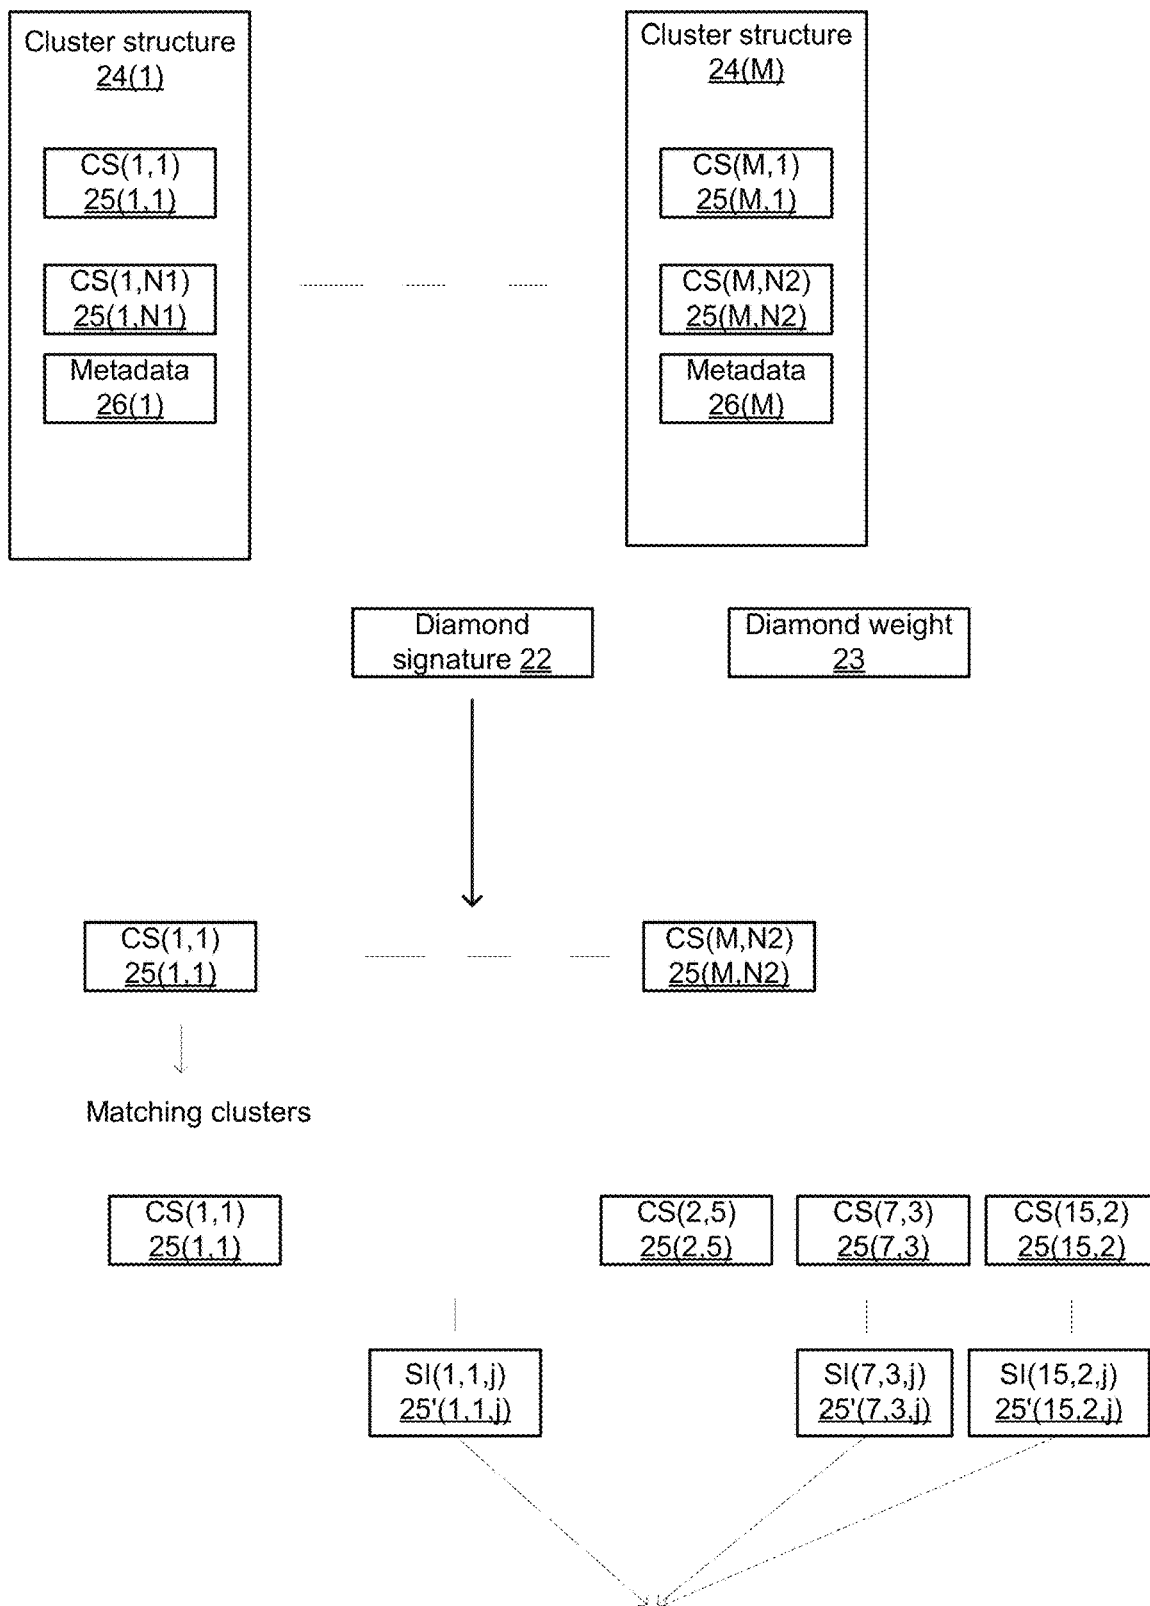 Cluster structure
24(1)
CS(1,1)
25(1,1)
CS(1,N1)
25(1,N1)
Metadata
26(1)
Cluster structure
24(M)
CS(M,1)
25(M,1)
CS(M,N2)
25(M,N2)
Metadata
26(M)
Diamond
signature 22
Diamond weight
23
CS(1,1)
25(1,1)
CS(M,N2)
25(M,N2)
Matching clusters
CS(1,1)
25(1,1)
CS(2,5)
25(2,5)
CS(7,3)
25(7,3)
CS(15,2)
25(15,2)
SI(1,1,j)
25'(1,1,j)
SI(7,3,j)
25'(7,3,j)
SI(15,2,j)
25'(15,2,j)